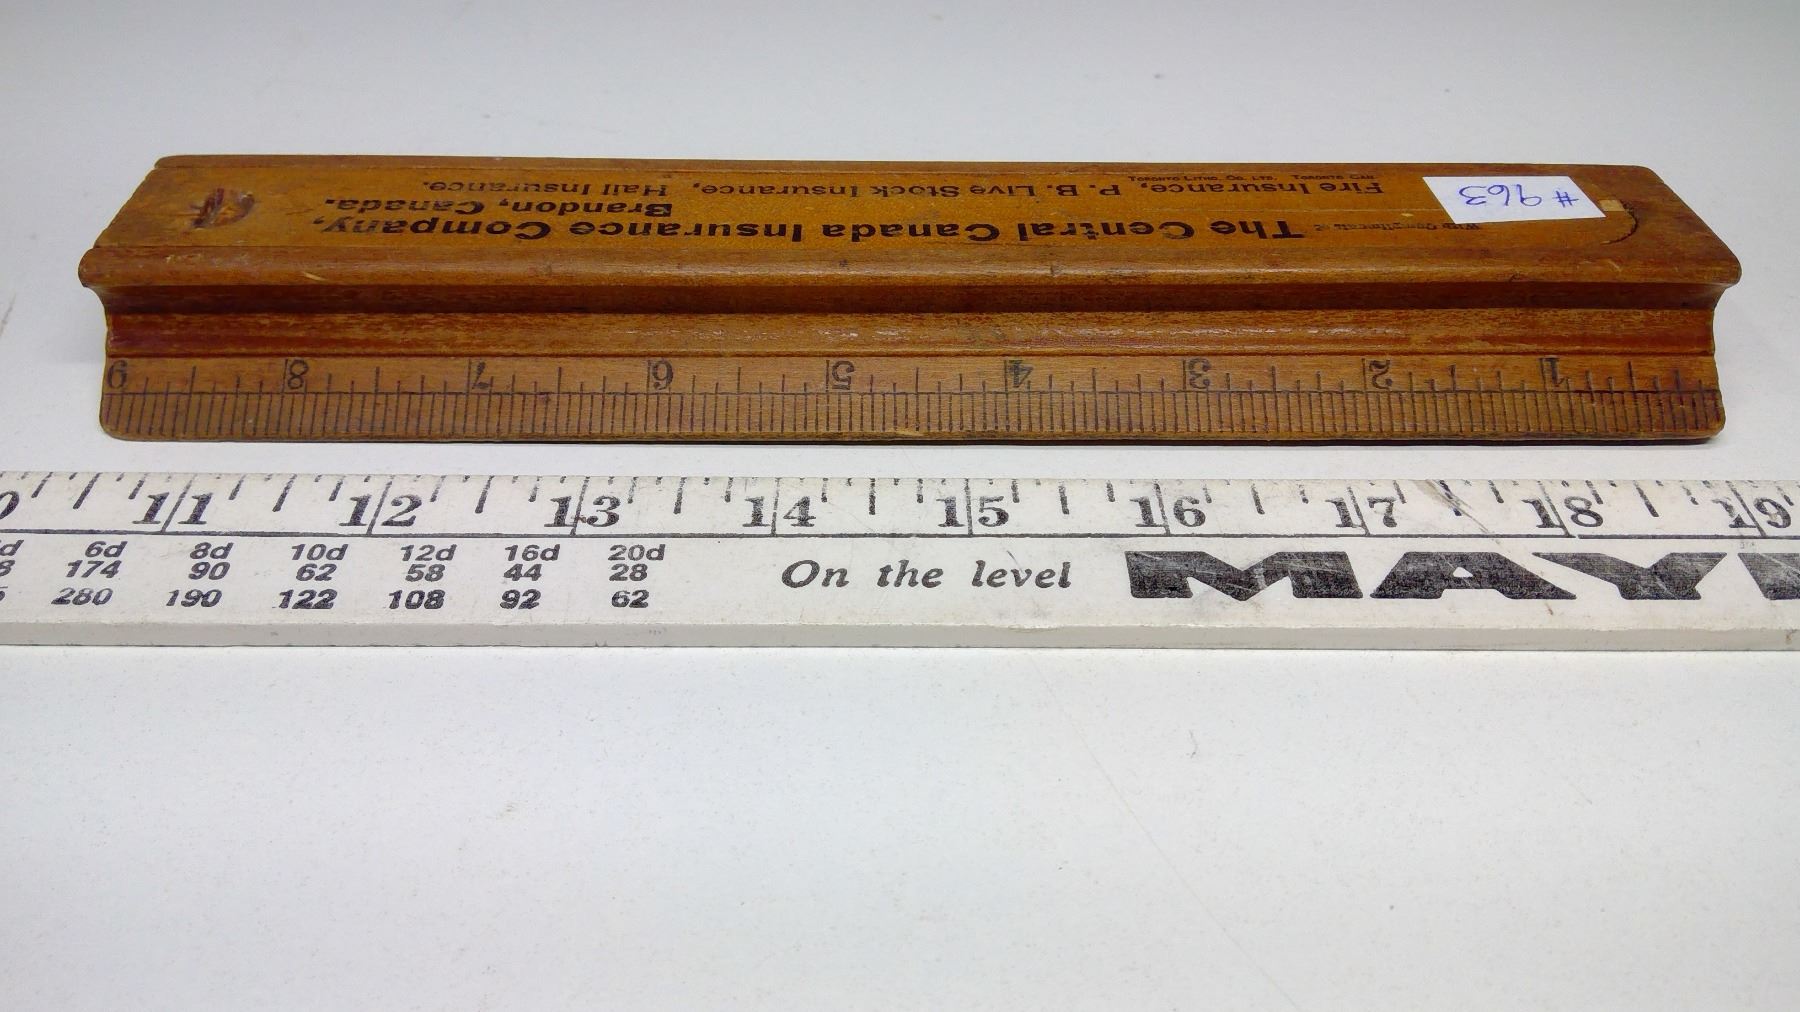 With Compliments of
The Central Canada Insurance Company,
Brandon, Canada.
Fire Insurance, P. B. Live Stock Insurance, Hail Insurance.
TORONTO LITHO. CO. LTD. TORONTO CAN.
#963
9 8 7 6 5 4 3 2 1
11 12 13 14 15 16 17 18 19
6d 8d 10d 12d 16d 20d
174 90 62 58 44 28
280 190 122 108 92 62
On the level